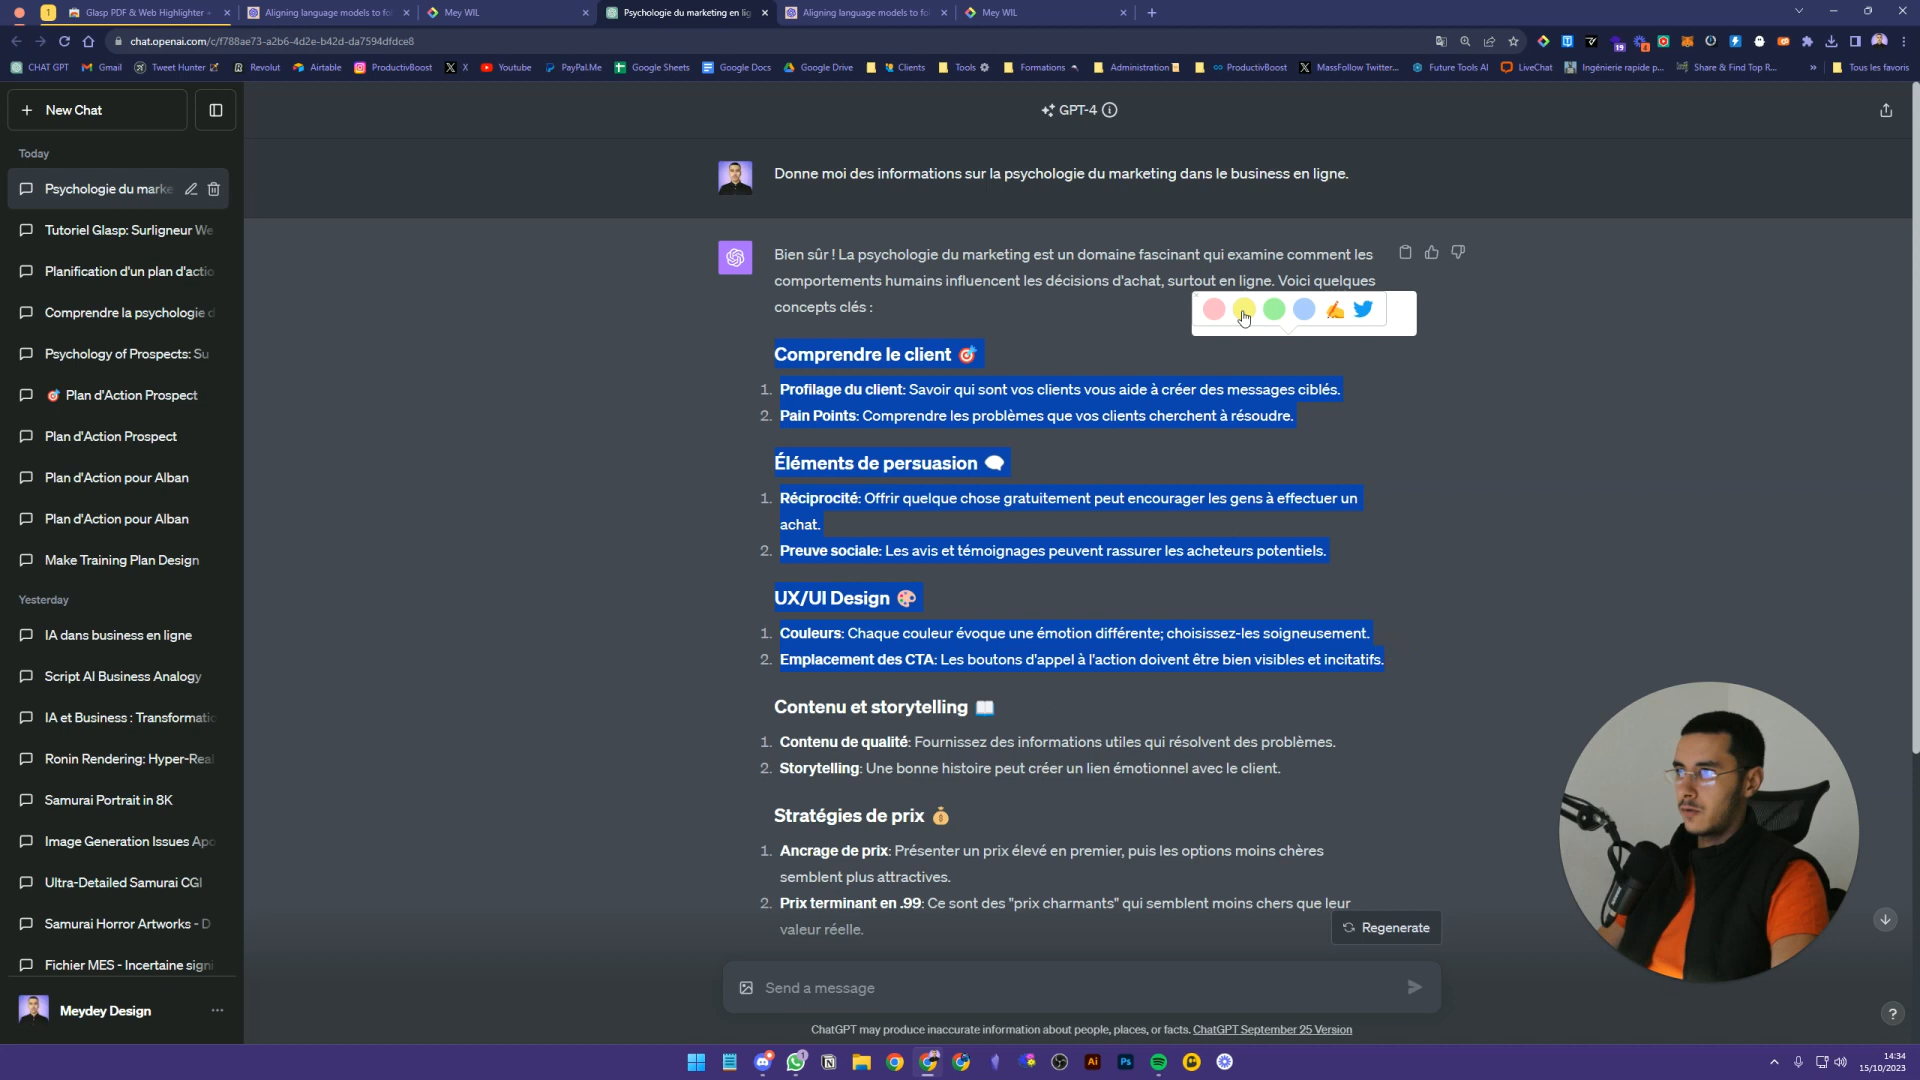 1
Glasp PDF & Web Highlighter
Aligning language models to fo
Mey WIL
Psychologie du marketing en lig
Aligning language models to fo
Mey WIL
chat.openai.com/c/f788ae73-a2b6-4d2e-b42d-da7594dfdce8
19
CHAT GPT
Gmail
Tweet Hunter
Revolut
Airtable
ProductivBoost
X
Youtube
PayPal.Me
Google Sheets
Google Docs
Google Drive
Clients
Tools
Formations
Administration
ProductivBoost
MassFollow Twitter...
Future Tools AI
LiveChat
Ingénierie rapide p...
Share & Find Top R...
Tous les favoris
New Chat
GPT-4
Today
Psychologie du marke
Tutoriel Glasp: Surligneur We
Planification d'un plan d'actio
Comprendre la psychologie d
Psychology of Prospects: Su
Plan d'Action Prospect
Plan d'Action Prospect
Plan d'Action pour Alban
Plan d'Action pour Alban
Make Training Plan Design
Yesterday
IA dans business en ligne
Script AI Business Analogy
IA et Business : Transformatio
Ronin Rendering: Hyper-Real
Samurai Portrait in 8K
Image Generation Issues Apo
Ultra-Detailed Samurai CGI
Samurai Horror Artworks - D
Fichier MES - Incertaine signi
Meydey Design
Donne moi des informations sur la psychologie du marketing dans le business en ligne.
Bien sûr ! La psychologie du marketing est un domaine fascinant qui examine comment les
comportements humains influencent les décisions d'achat, surtout en ligne. Voici quelques
concepts clés :
Comprendre le client
1. Profilage du client: Savoir qui sont vos clients vous aide à créer des messages ciblés.
2. Pain Points: Comprendre les problèmes que vos clients cherchent à résoudre.
Éléments de persuasion
1. Réciprocité: Offrir quelque chose gratuitement peut encourager les gens à effectuer un
achat.
2. Preuve sociale: Les avis et témoignages peuvent rassurer les acheteurs potentiels.
UX/UI Design
1. Couleurs: Chaque couleur évoque une émotion différente; choisissez-les soigneusement.
2. Emplacement des CTA: Les boutons d'appel à l'action doivent être bien visibles et incitatifs.
Contenu et storytelling
1. Contenu de qualité: Fournissez des informations utiles qui résolvent des problèmes.
2. Storytelling: Une bonne histoire peut créer un lien émotionnel avec le client.
Stratégies de prix
1. Ancrage de prix: Présenter un prix élevé en premier, puis les options moins chères
semblent plus attractives.
2. Prix terminant en .99: Ce sont des "prix charmants" qui semblent moins chers que leur
valeur réelle.
Regenerate
Send a message
ChatGPT may produce inaccurate information about people, places, or facts. ChatGPT September 25 Version
?
Ai
Ps
14:34
15/10/2023